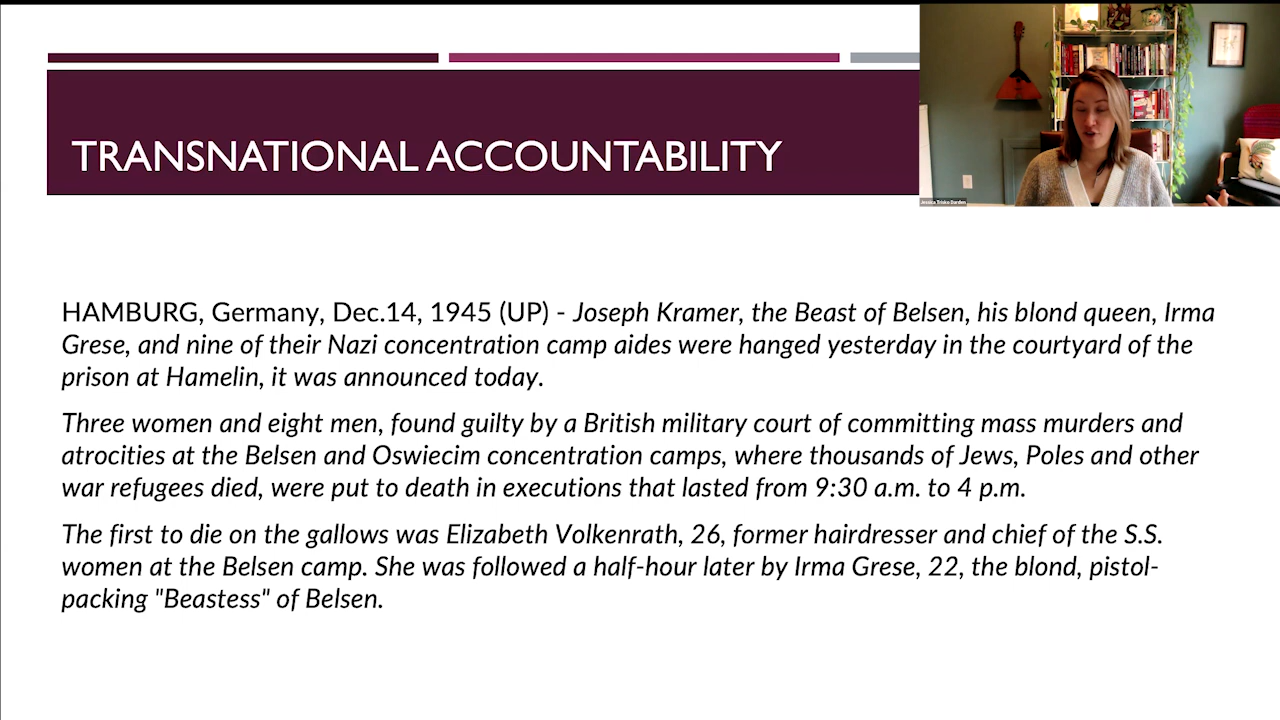 TRANSNATIONAL ACCOUNTABILITY
Jessica Trisko Darden
HAMBURG, Germany, Dec.14, 1945 (UP) - Joseph Kramer, the Beast of Belsen, his blond queen, Irma
Grese, and nine of their Nazi concentration camp aides were hanged yesterday in the courtyard of the
prison at Hamelin, it was announced today.
Three women and eight men, found guilty by a British military court of committing mass murders and
atrocities at the Belsen and Oswiecim concentration camps, where thousands of Jews, Poles and other
war refugees died, were put to death in executions that lasted from 9:30 a.m. to 4 p.m.
The first to die on the gallows was Elizabeth Volkenrath, 26, former hairdresser and chief of the S.S.
women at the Belsen camp. She was followed a half-hour later by Irma Grese, 22, the blond, pistol-
packing "Beastess" of Belsen.